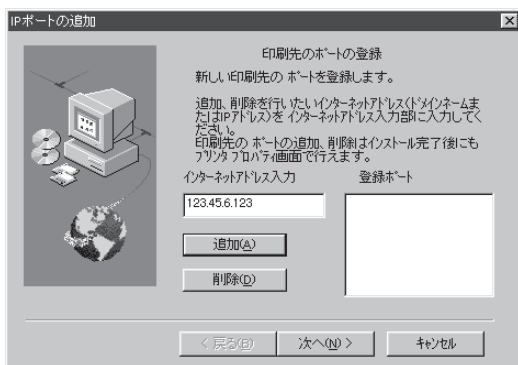 IPポートの追加
印刷先のポートの登録
新しい印刷先の ポートを登録します。
追加、削除を行いたいインターネットアドレス(ドメインネームま
たはIPアドレス)を インターネットアドレス入力部に入力してく
ださい。
印刷先の ポートの追加、削除はインストール完了後にも
プリンタ プロパティ画面で行えます。
インターネットアドレス入力
登録ポート
123.45.6.123
追加(A)
削除(D)
< 戻る(B)
次へ(N) >
キャンセル